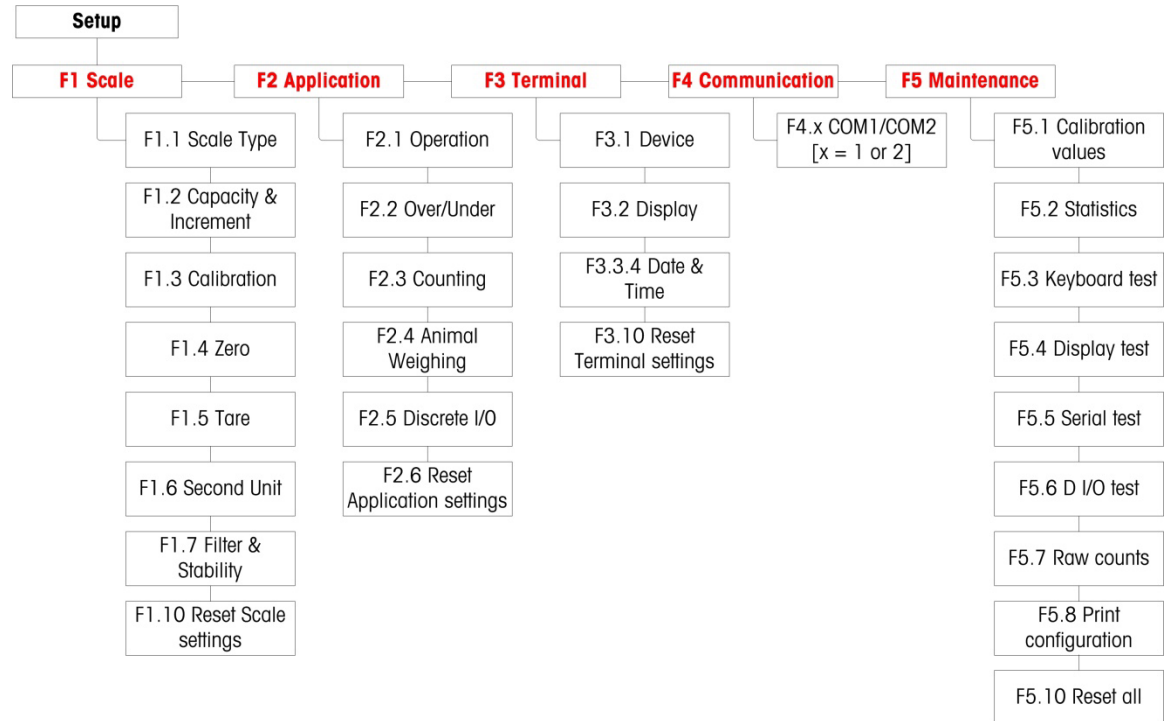 Setup
F1 Scale
F2 Application
F3 Terminal
F4 Communication
F5 Maintenance
F1.1 Scale Type
F1.2 Capacity &
Increment
F1.3 Calibration
F1.4 Zero
F1.5 Tare
F1.6 Second Unit
F1.7 Filter &
Stability
F1.10 Reset Scale
settings
F2.1 Operation
F2.2 Over/Under
F2.3 Counting
F2.4 Animal
Weighing
F2.5 Discrete I/O
F2.6 Reset
Application settings
F3.1 Device
F3.2 Display
F3.3.4 Date &
Time
F3.10 Reset
Terminal settings
F4.x COM1/COM2
[x = 1 or 2]
F5.1 Calibration
values
F5.2 Statistics
F5.3 Keyboard test
F5.4 Display test
F5.5 Serial test
F5.6 D I/O test
F5.7 Raw counts
F5.8 Print
configuration
F5.10 Reset all